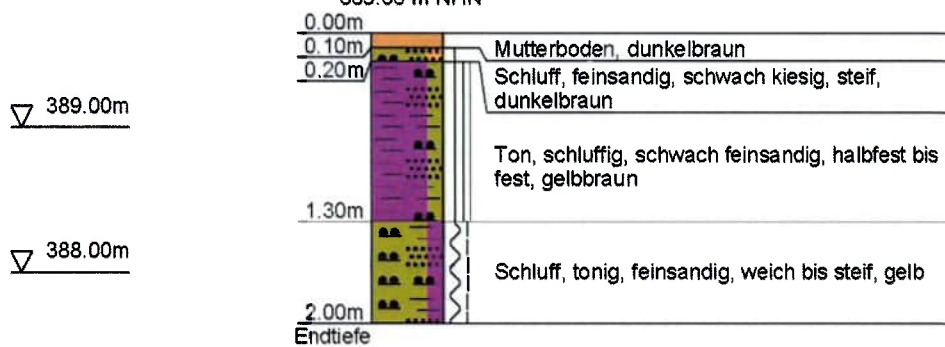 0.00m
0.10m
0.20m
Mutterboden, dunkelbraun
Schluff, feinsandig, schwach kiesig, steif,
dunkelbraun
389.00m
Ton, schluffig, schwach feinsandig, halbfest bis
fest, gelbbraun
1.30m
388.00m
Schluff, tonig, feinsandig, weich bis steif, gelb
2.00m
Endtiefe